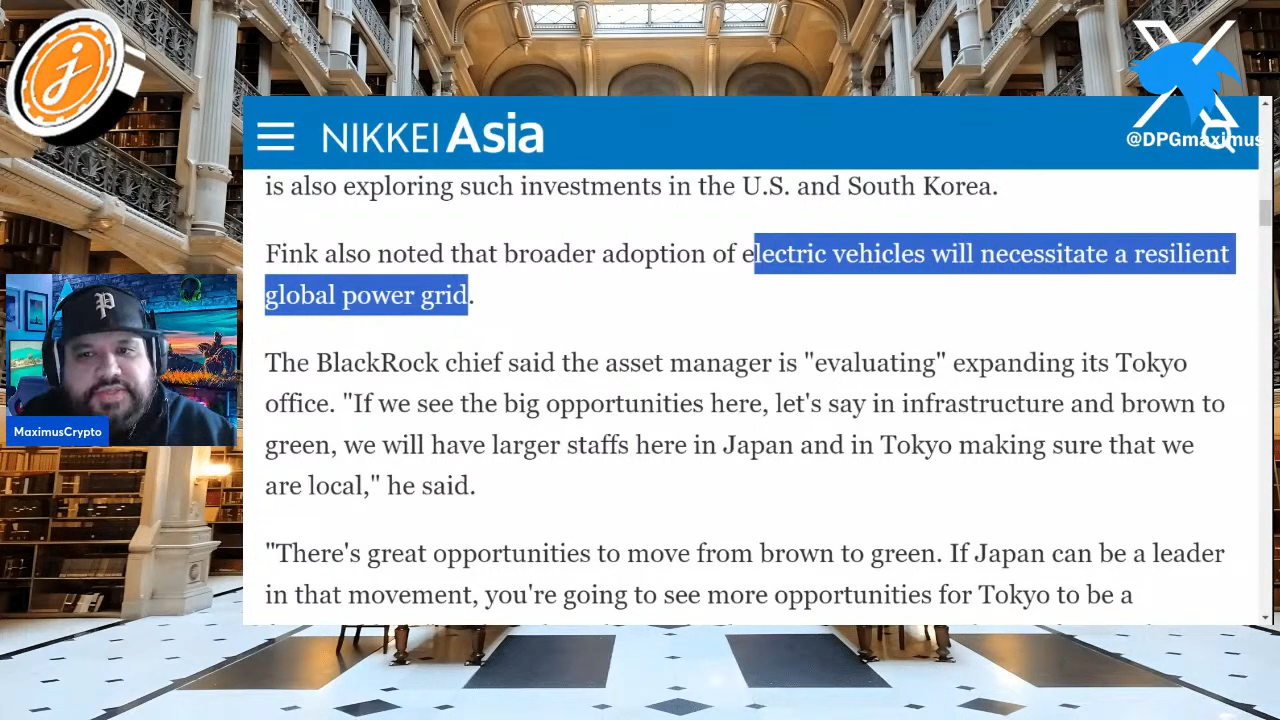 NIKKEI Asia
@DPGmaximus
is also exploring such investments in the U.S. and South Korea.
Fink also noted that broader adoption of electric vehicles will necessitate a resilient
global power grid.
The BlackRock chief said the asset manager is "evaluating" expanding its Tokyo
office. "If we see the big opportunities here, let's say in infrastructure and brown to
green, we will have larger staffs here in Japan and in Tokyo making sure that we
are local," he said.
"There's great opportunities to move from brown to green. If Japan can be a leader
in that movement, you're going to see more opportunities for Tokyo to be a
MaximusCrypto
j
P